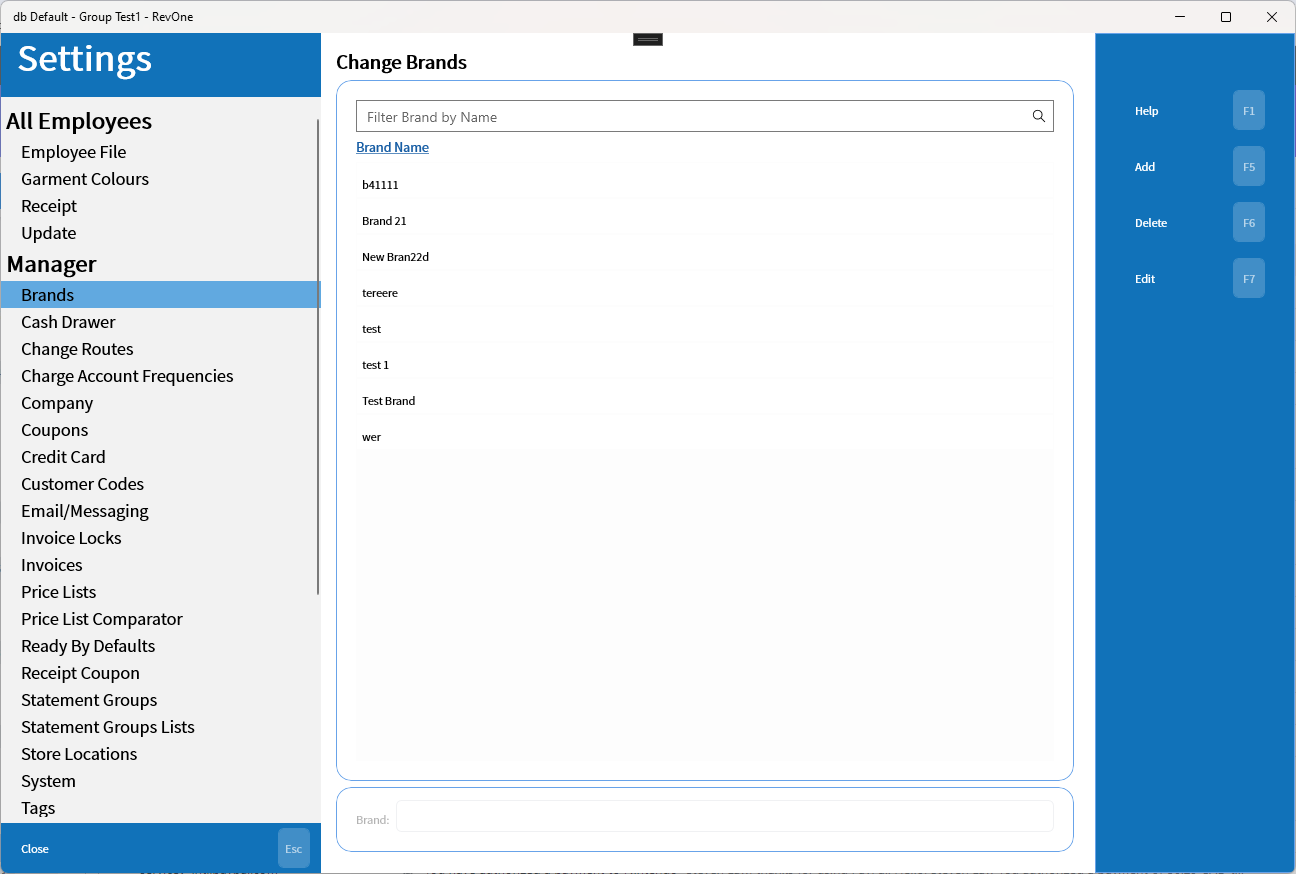 db Default - Group Test1 - RevOne
Settings
All Employees
Employee File
Garment Colours
Receipt
Update
Manager
Brands
Cash Drawer
Change Routes
Charge Account Frequencies
Company
Coupons
Credit Card
Customer Codes
Email/Messaging
Invoice Locks
Invoices
Price Lists
Price List Comparator
Ready By Defaults
Receipt Coupon
Statement Groups
Statement Groups Lists
Store Locations
System
Tags
Close Esc
Change Brands
Filter Brand by Name
Brand Name
b41111
Brand 21
New Bran22d
tereere
test
test 1
Test Brand
wer
Brand:
Help F1
Add F5
Delete F6
Edit F7